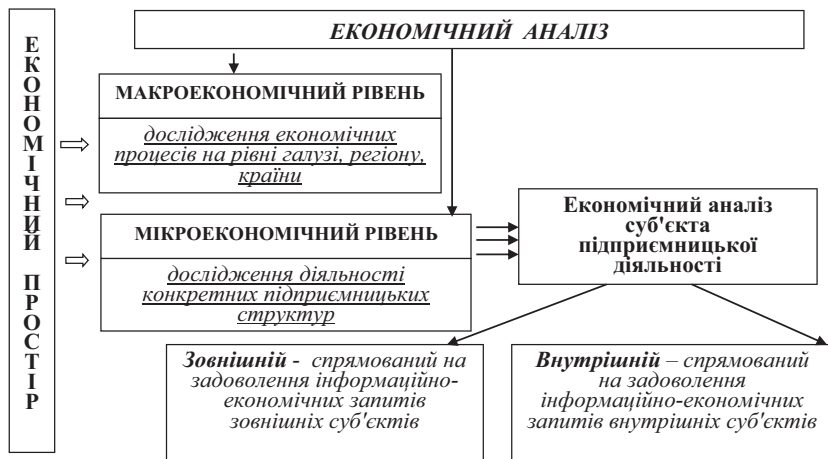 ЕКОНОМІЧНИЙ ПРОСТІР
ЕКОНОМІЧНИЙ АНАЛІЗ
МАКРОЕКОНОМІЧНИЙ РІВЕНЬ
дослідження економічних
процесів на рівні галузі, регіону,
країни
МІКРОЕКОНОМІЧНИЙ РІВЕНЬ
дослідження діяльності
конкретних підприємницьких
структур
Економічний аналіз
суб'єкта
підприємницької
діяльності
Зовнішній - спрямований на
задоволення інформаційно-
економічних запитів
зовнішніх суб'єктів
Внутрішній – спрямований
на задоволення
інформаційно-економічних
запитів внутрішніх суб'єктів